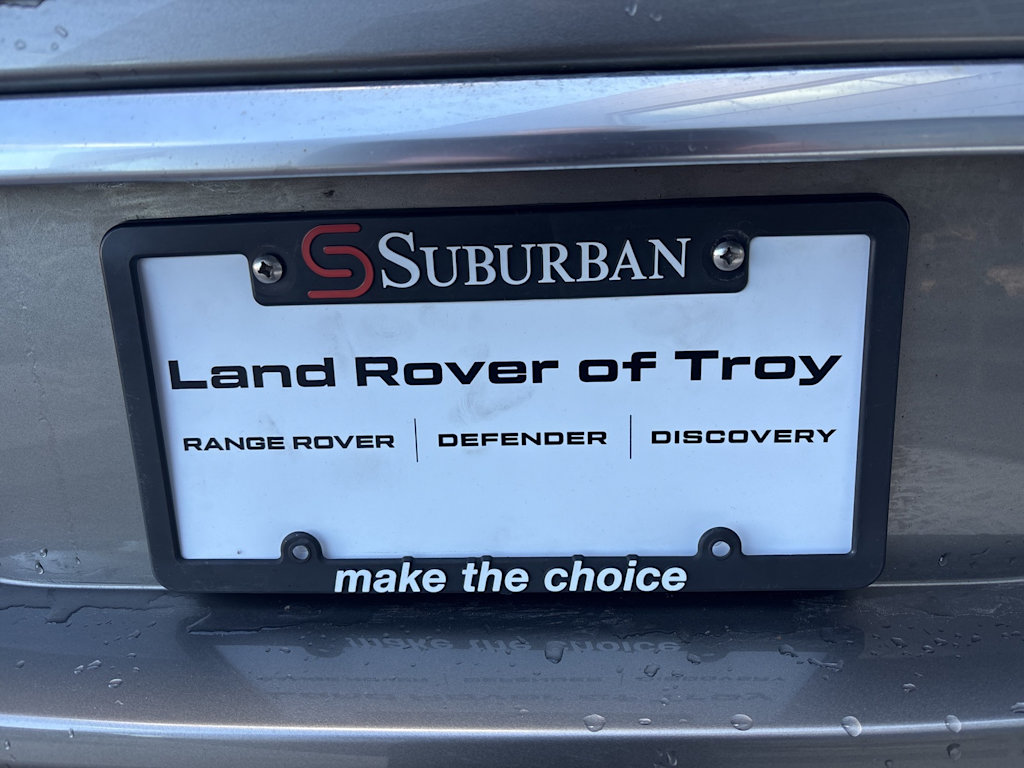 S SUBURBAN
Land Rover of Troy
RANGE ROVER | DEFENDER | DISCOVERY
make the choice